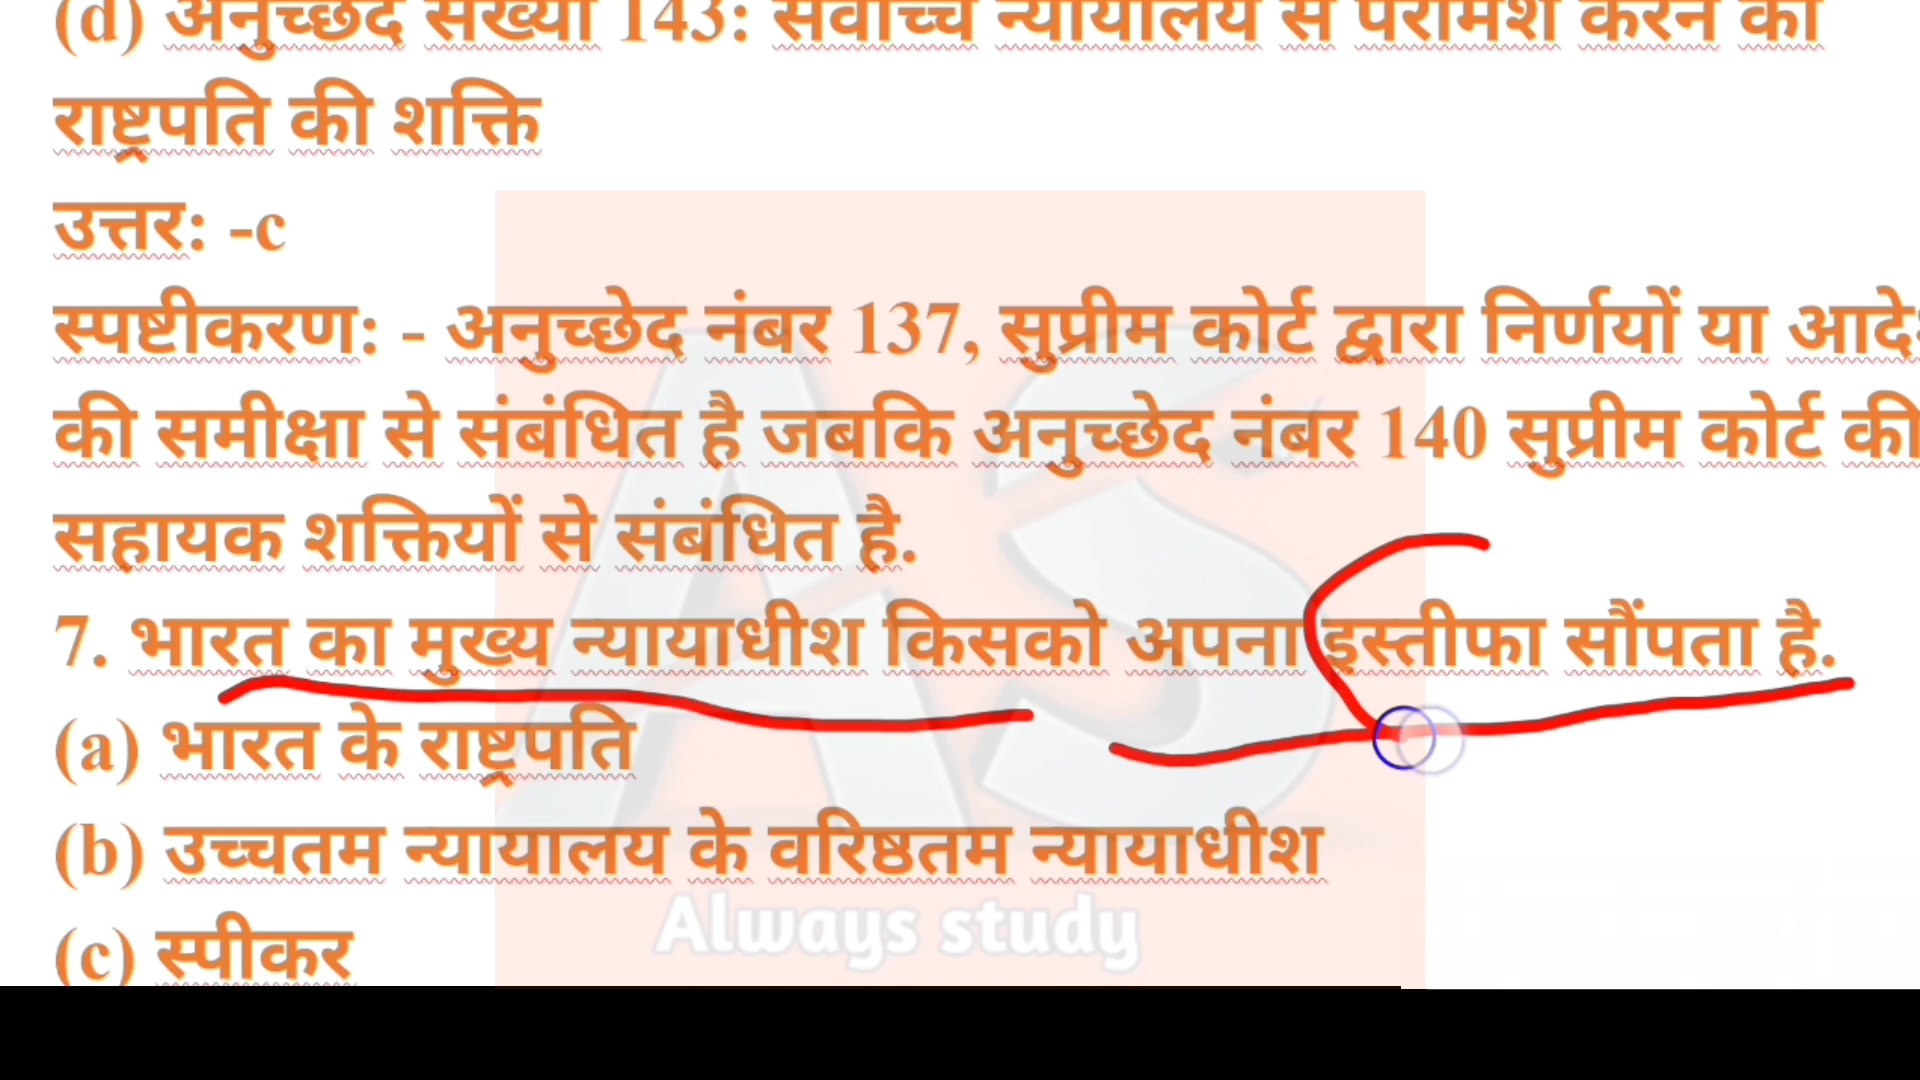 (d) अनुच्छेद संख्या 143: सर्वोच्च न्यायालय से परामर्श करने की
राष्ट्रपति की शक्ति
उत्तर: -c
स्पष्टीकरण: - अनुच्छेद नंबर 137, सुप्रीम कोर्ट द्वारा निर्णयों या
की समीक्षा से संबंधित है जबकि अनुच्छेद नंबर 140 सुप्रीम कोर्ट की
सहायक शक्तियों से संबंधित है.
7. भारत का मुख्य न्यायाधीश किसको अपना इस्तीफा सौंपता है.
(a) भारत के राष्ट्रपति
(b) उच्चतम न्यायालय के वरिष्ठतम न्यायाधीश
(c) स्पीकर
AS
Always study